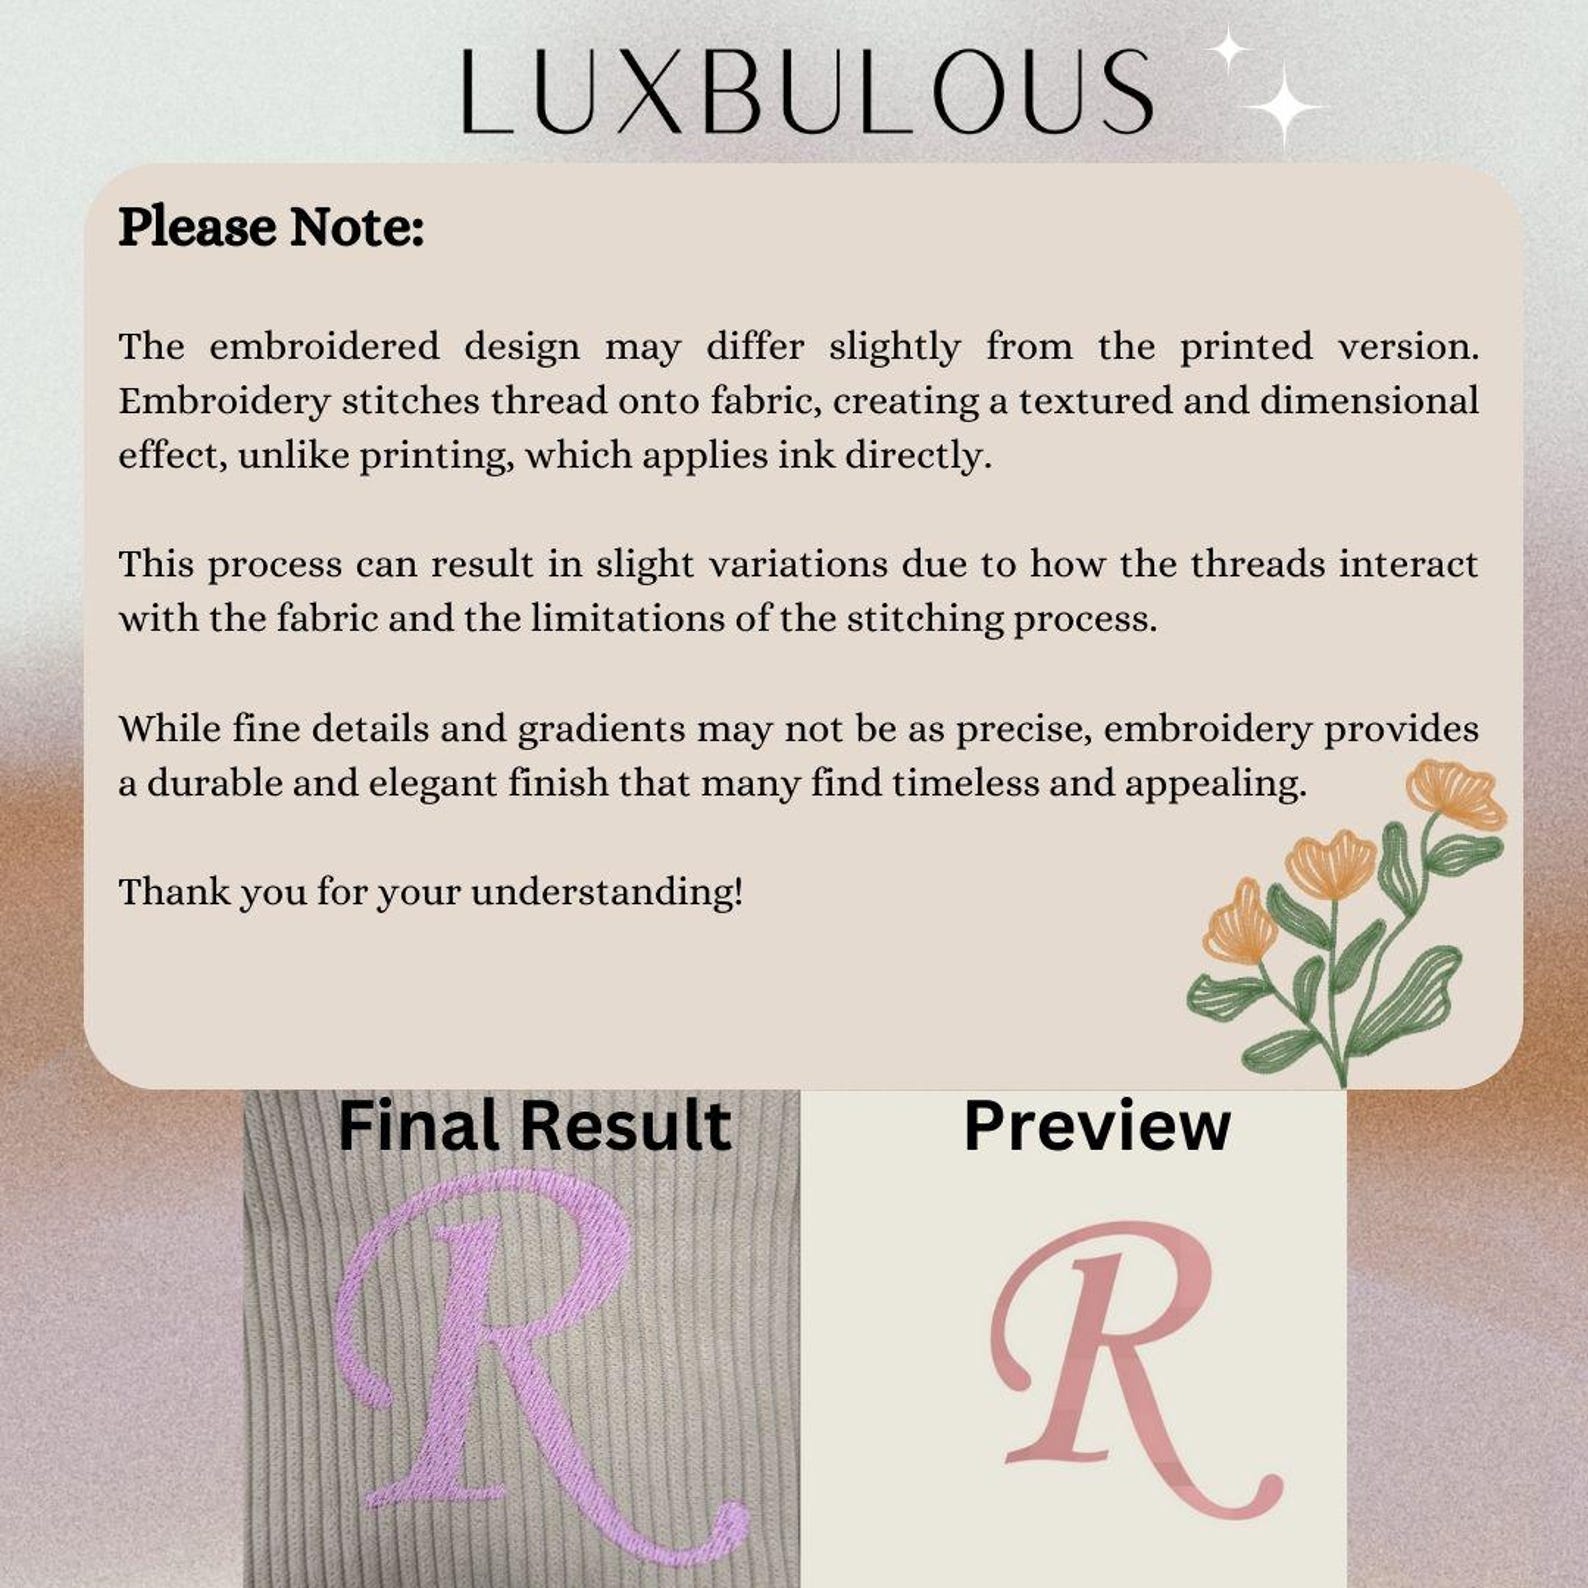 LUXBULOUS
Please Note:
The embroidered design may differ slightly from the printed version.
Embroidery stitches thread onto fabric, creating a textured and dimensional
effect, unlike printing, which applies ink directly.
This process can result in slight variations due to how the threads interact
with the fabric and the limitations of the stitching process.
While fine details and gradients may not be as precise, embroidery provides
a durable and elegant finish that many find timeless and appealing.
Thank you for your understanding!
Final Result
Preview
R
R